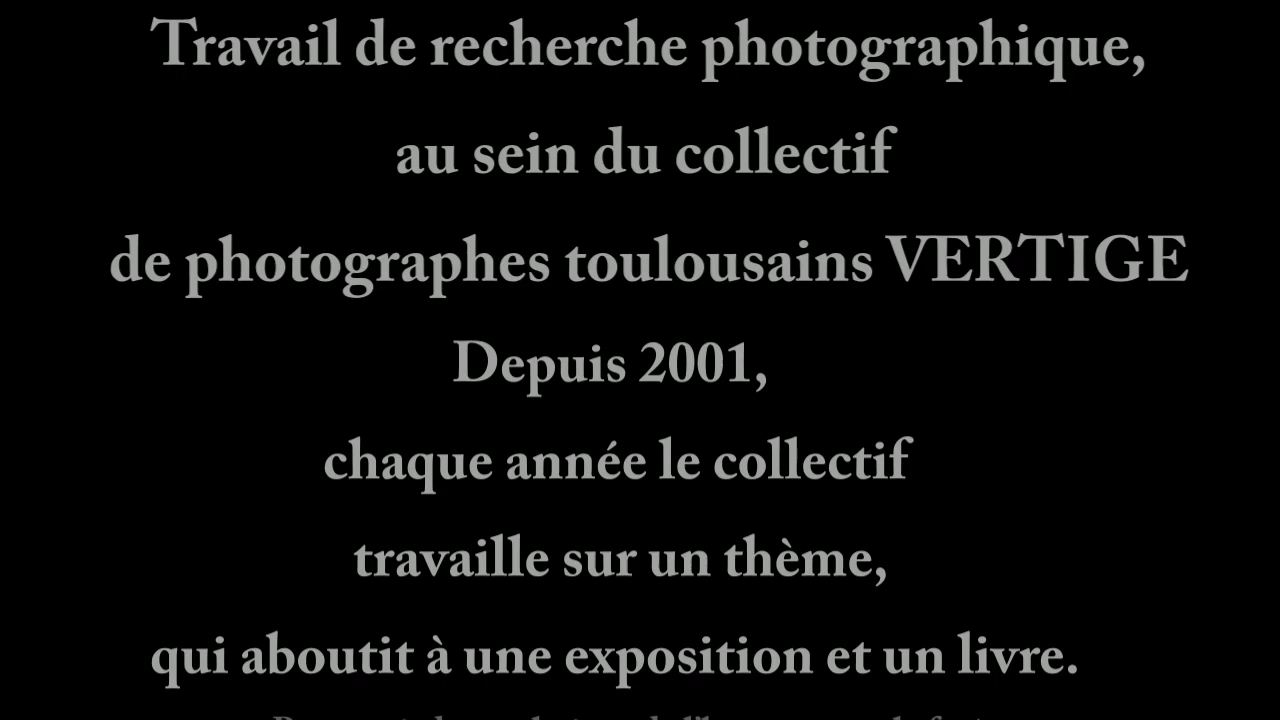 Travail de recherche photographique,
au sein du collectif
de photographes toulousains VERTIGE
Depuis 2001,
chaque année le collectif
travaille sur un thème,
qui aboutit à une exposition et un livre.